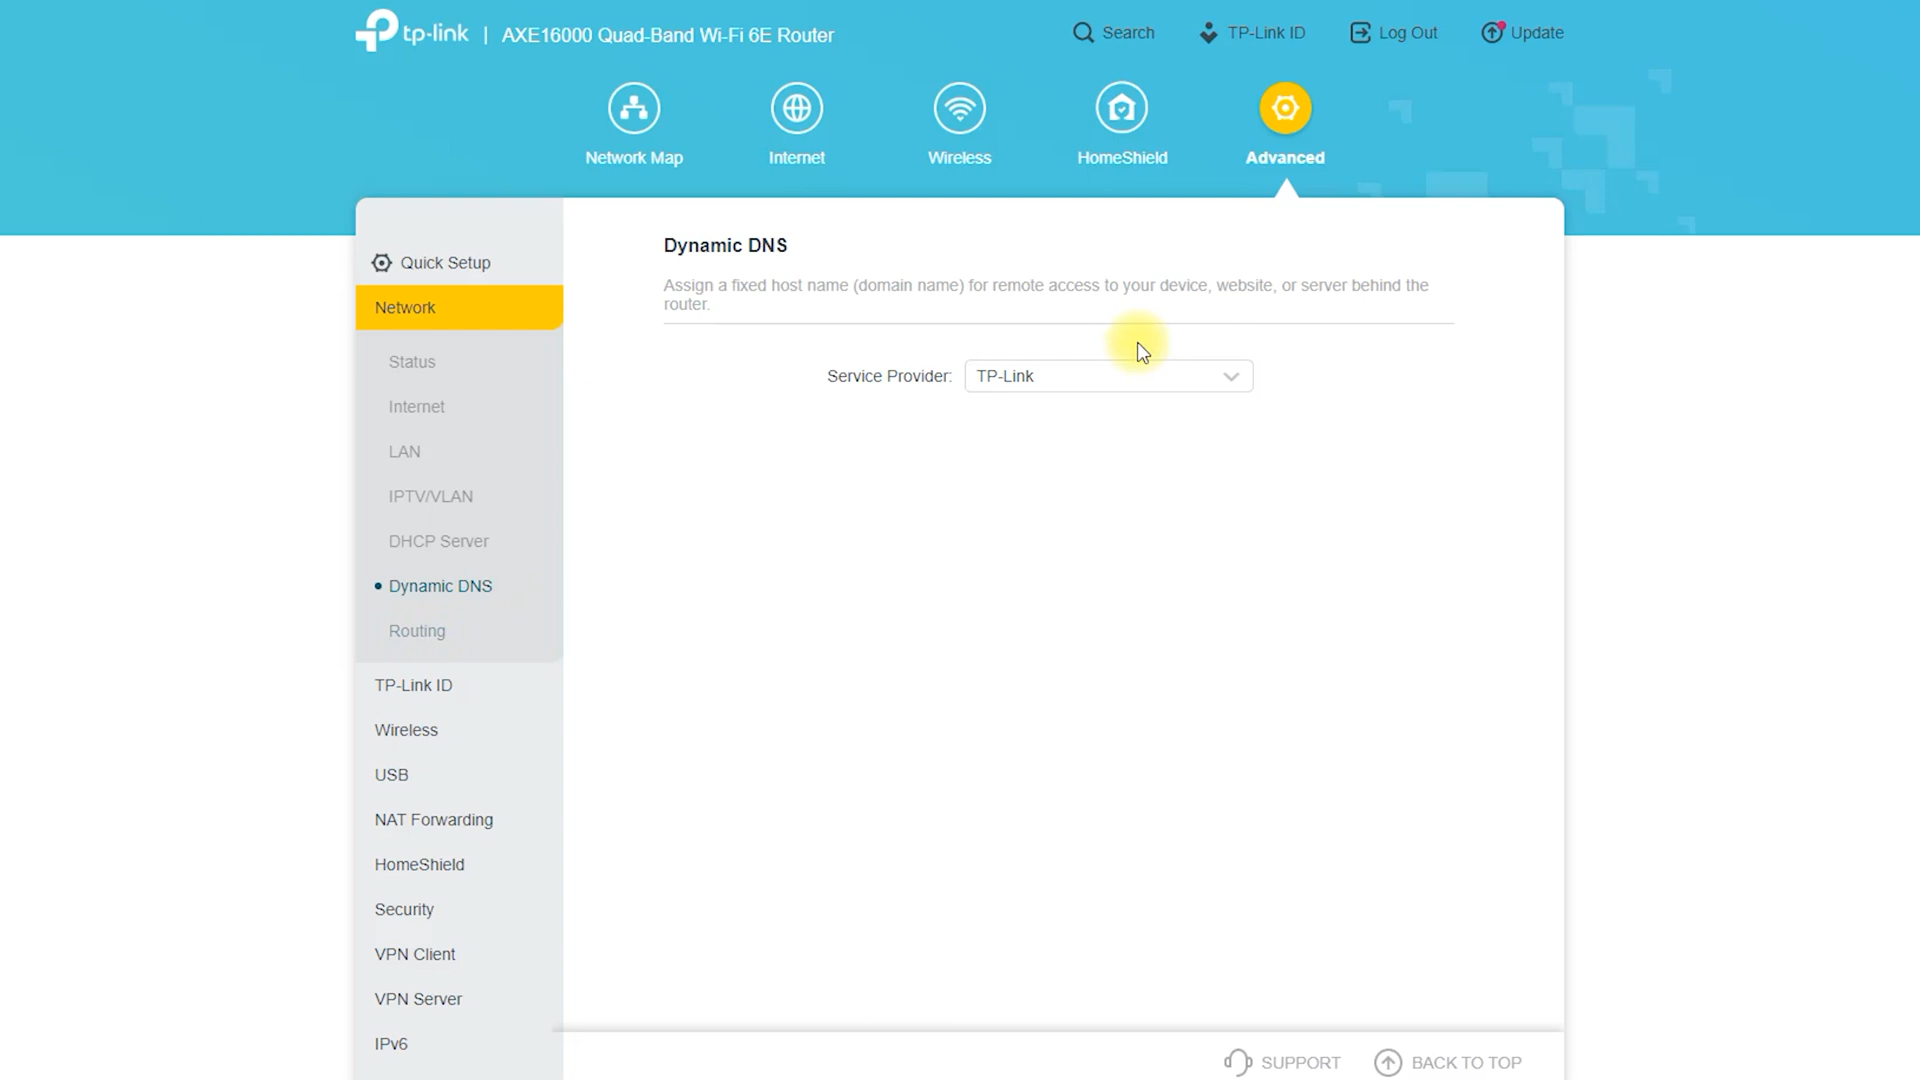 tp-link | AXE16000 Quad-Band Wi-Fi 6E Router
Search
TP-Link ID
Log Out
Update
Network Map
Internet
Wireless
HomeShield
Advanced
Quick Setup
Network
Status
Internet
LAN
IPTV/VLAN
DHCP Server
Dynamic DNS
Routing
TP-Link ID
Wireless
USB
NAT Forwarding
HomeShield
Security
VPN Client
VPN Server
IPv6
Dynamic DNS
Assign a fixed host name (domain name) for remote access to your device, website, or server behind the
router.
Service Provider: TP-Link
SUPPORT
BACK TO TOP